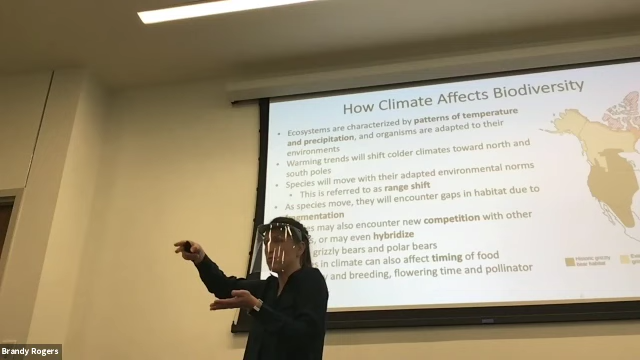 How Climate Affects Biodiversity
• Ecosystems are characterized by patterns of temperature
and precipitation, and organisms are adapted to their
environments
• Warming trends will shift colder climates toward north and
south poles
• Species will move with their adapted environmental norms
• This is referred to as range shift
• As species move, they will encounter gaps in habitat due to
may also encounter new competition with other
or may even hybridize
grizzly bears and polar bears
in climate can also affect timing of food
and breeding, flowering time and pollinator
Historic grizzly
bear habitat
Brandy Rogers